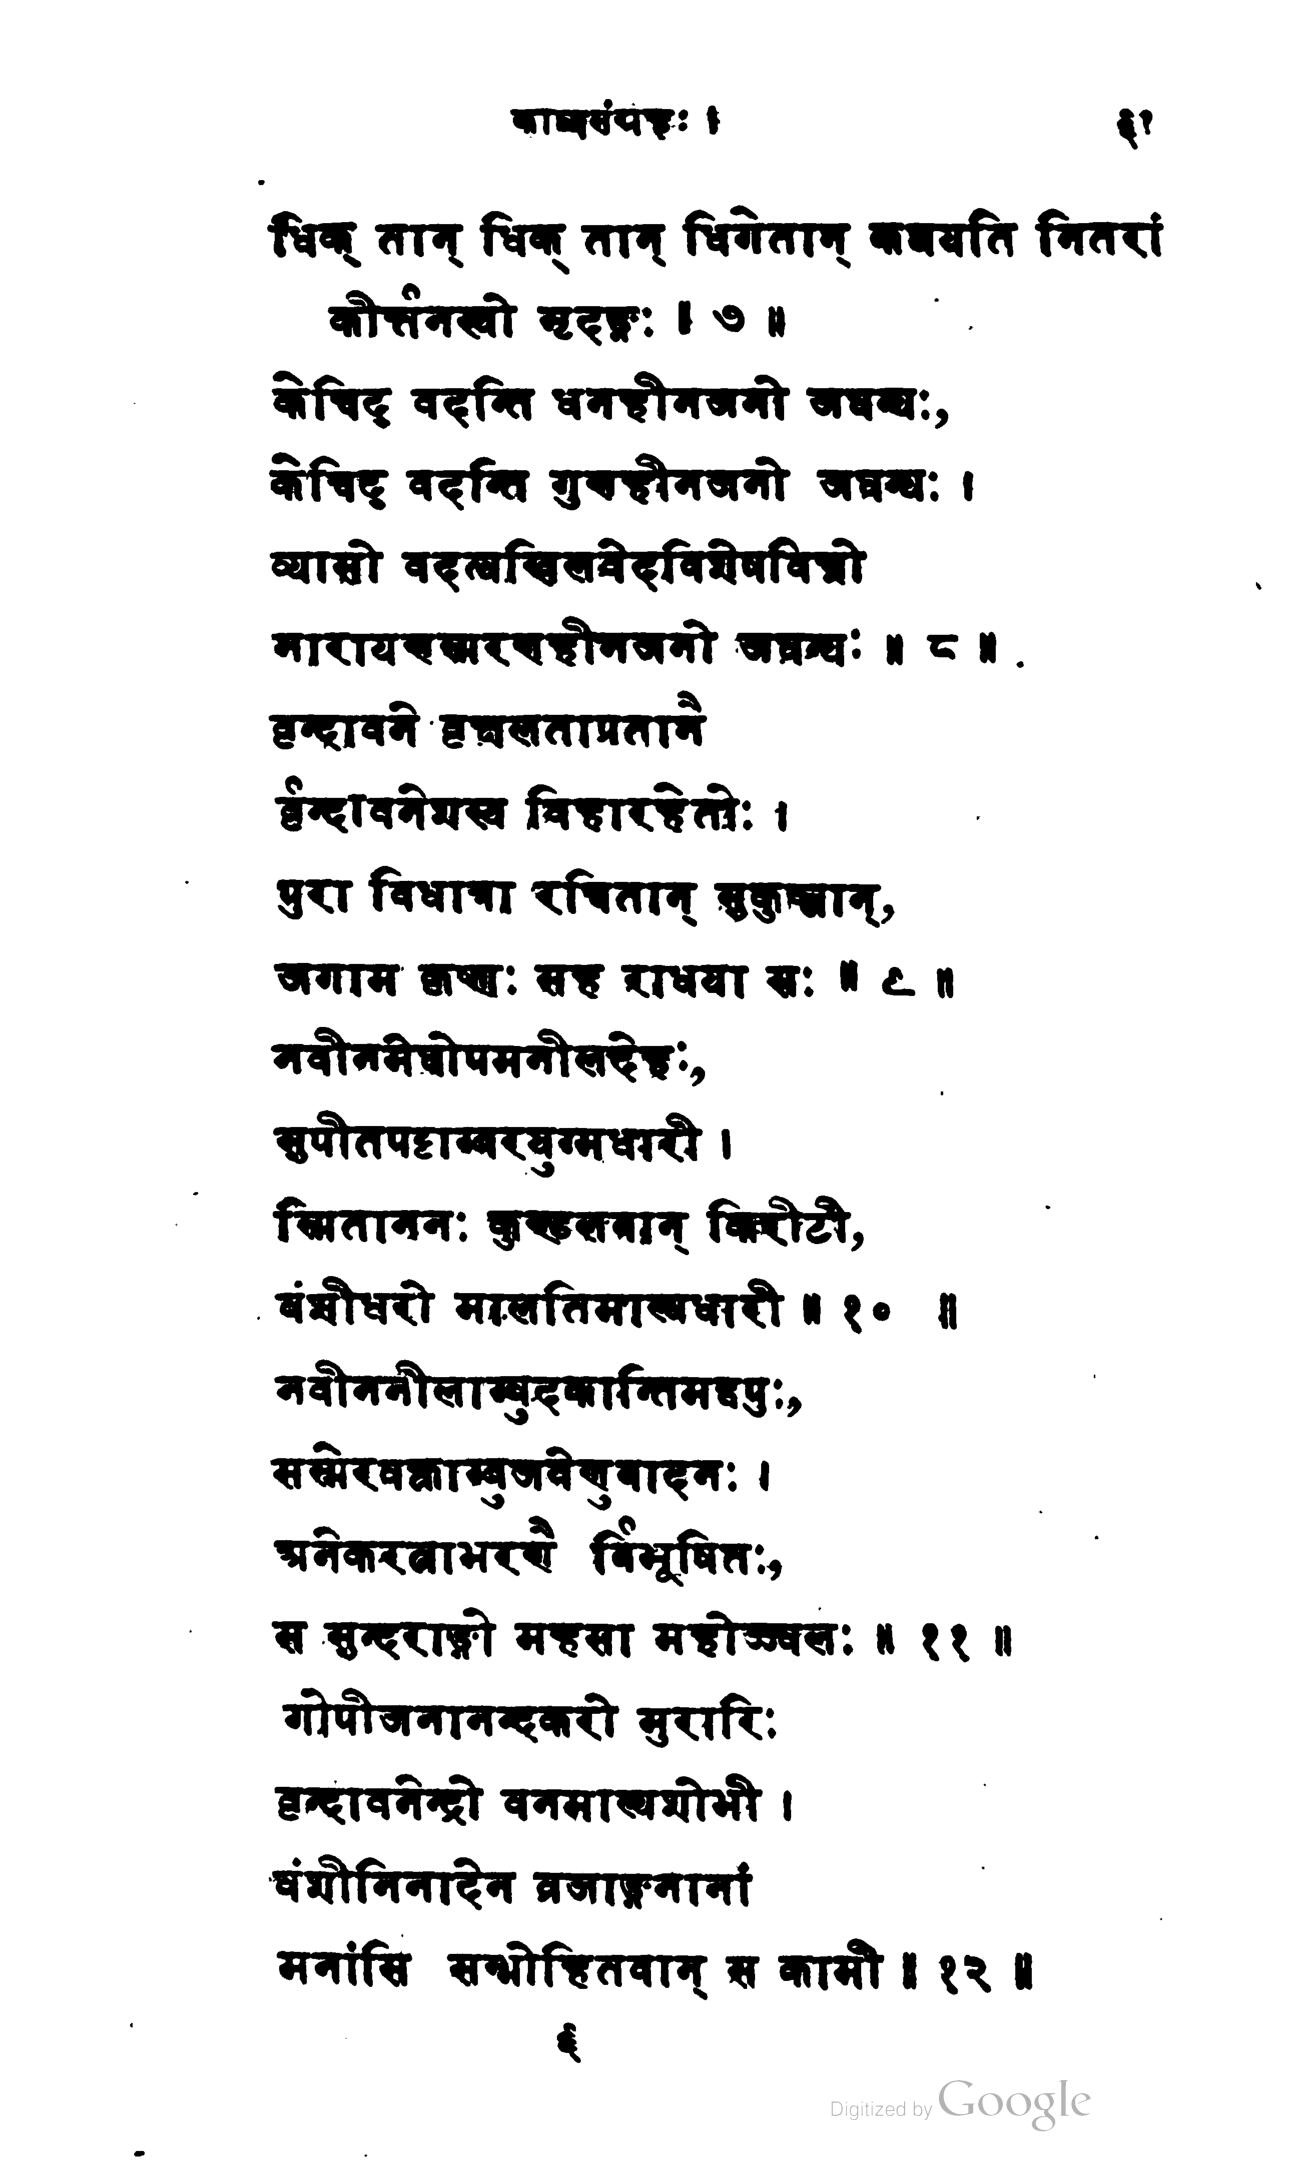 काव्यसंग्रहः । ६१
धिक् तान् धिक् तान् धिगेतान् कथयति नितरां
कीर्त्तनस्थो मृदङ्गः ॥ ७ ॥
केचिद् वदन्ति धनहीनजनो जघन्यः,
केचिद् वदन्ति गुणहीनजनो जघन्यः ।
व्यासो वदत्यखिलवेदविशेषविज्ञो
नारायणस्मरणहीनजनो जघन्यः ॥ ८ ॥
वृन्दावने वृक्षलताप्रतानै
र्वृन्दावनेशस्य विहारहेतोः ।
पुरा विधात्रा रचितान् सुकुञ्जान्,
जगाम कृष्णः सह राधया सः ॥ ९ ॥
नवीनमेघोपमनीलदेहः,
सुपीतपट्टाम्बरयुग्मधारी ।
स्मिताननः कुण्डलवान् किरीटी,
बंशीधरो मालतिमाल्यधारी ॥ १० ॥
नवीननीलाम्बुदकान्तिमद्वपुः,
सस्मेरवक्त्राम्बुजवेणुवादनः ।
अनेकरत्नाभरणै र्विभूषितः,
स सुन्दराङ्गो महसा महोज्ज्वलः ॥ ११ ॥
गोपीजनानन्दकरो मुरारिः
वृन्दावनेन्द्रो वनमाल्यशोभी ।
वंशीनिनादेन व्रजाङ्गनानां
मनांसि सम्मोहितवान् स कामी ॥ १२ ॥
६
Digitized by Google